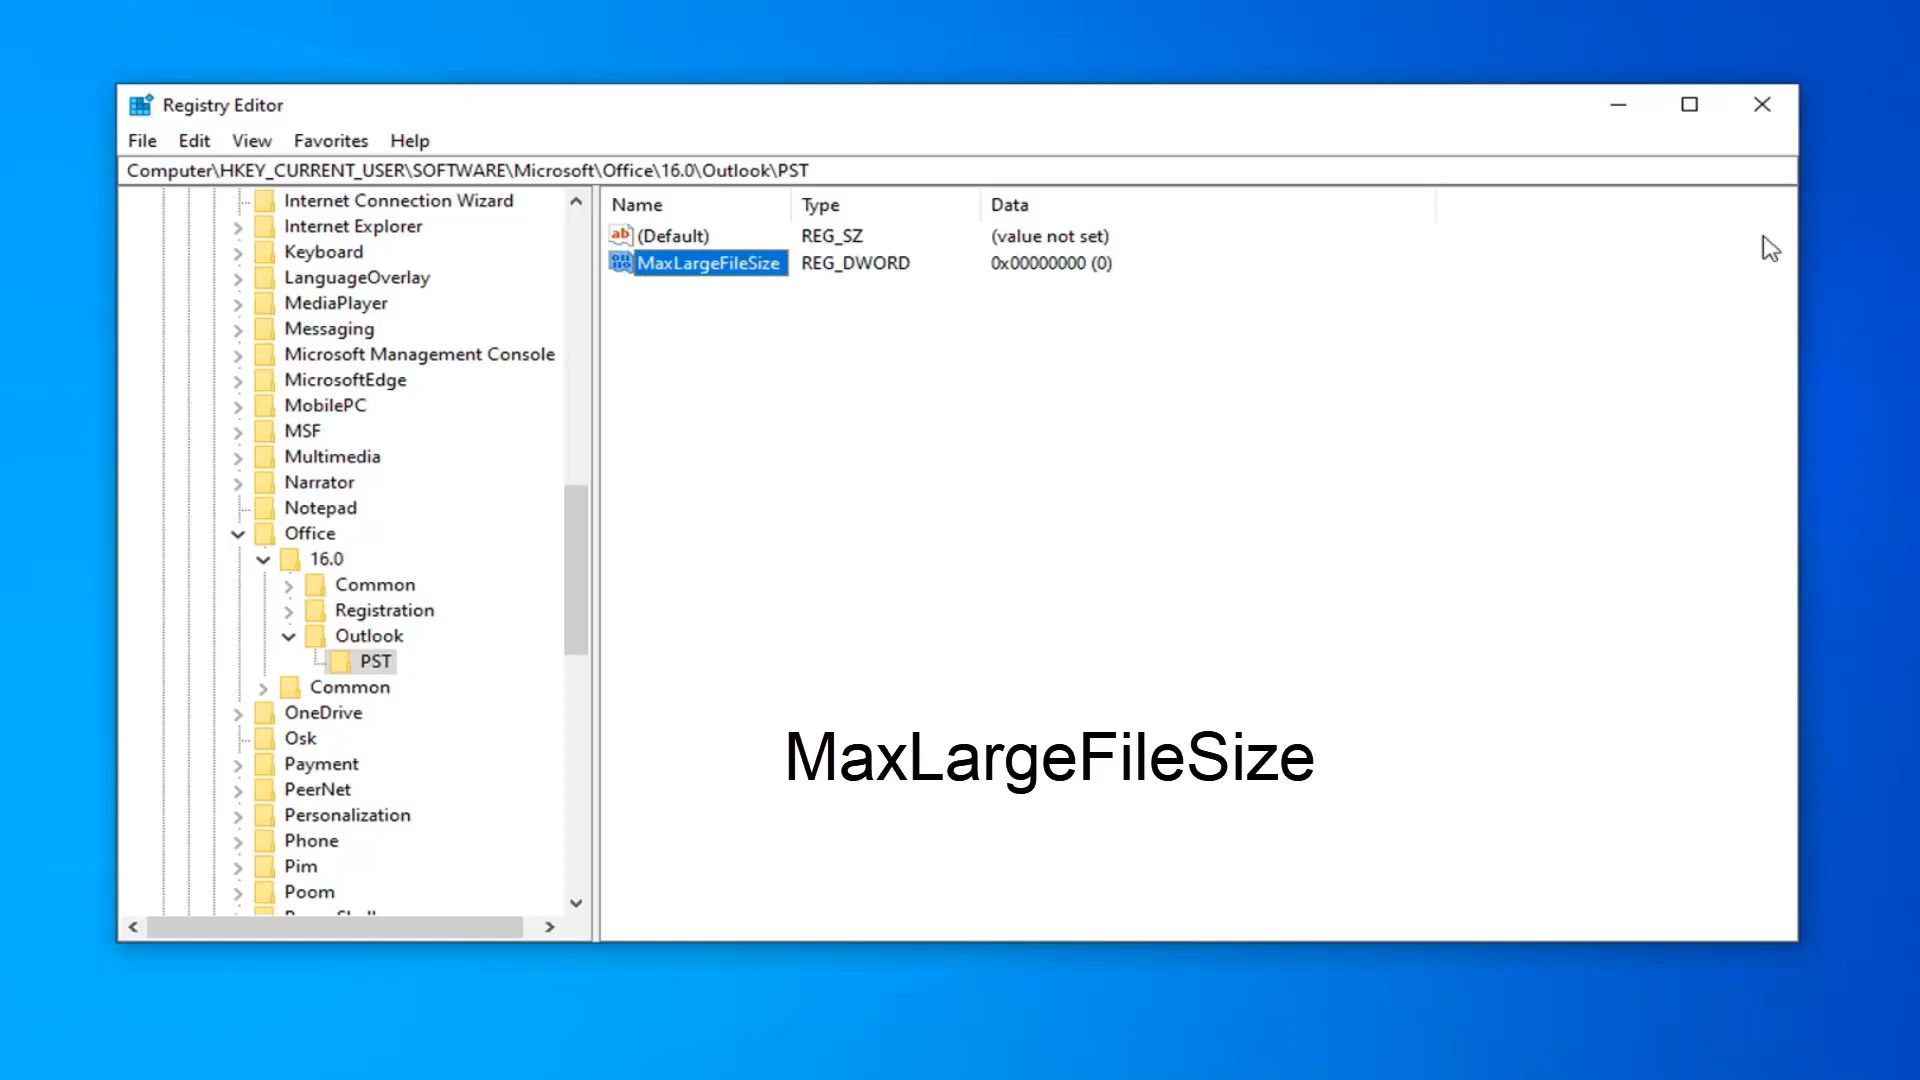 Registry Editor
File Edit View Favorites Help
Computer\HKEY_CURRENT_USER\SOFTWARE\Microsoft\Office\16.0\Outlook\PST
Internet Connection Wizard
Internet Explorer
Keyboard
LanguageOverlay
MediaPlayer
Messaging
Microsoft Management Console
MicrosoftEdge
MobilePC
MSF
Multimedia
Narrator
Notepad
Office
16.0
Common
Registration
Outlook
PST
Common
OneDrive
Osk
Payment
PeerNet
Personalization
Phone
Pim
Poom
Name Type Data
(Default) REG_SZ (value not set)
MaxLargeFileSize REG_DWORD 0x00000000 (0)
MaxLargeFileSize